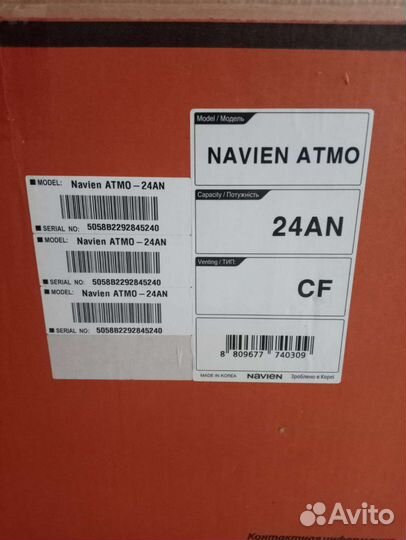 ■ MODEL: Navien ATMO-24AN
■ SERIAL NO: 5058B2292845240
■ MODEL: Navien ATMO-24AN
■ SERIAL NO: 5058B2292845240
■ MODEL: Navien ATMO-24AN
■ SERIAL NO: 5058B2292845240
Model / Модель
NAVIEN ATMO
Capacity / Потужність
24AN
Venting / ТИП:
CF
8 809677 740309
MADE IN KOREA NAVIEN Зроблено в Кореї
Контактная информация
Avito